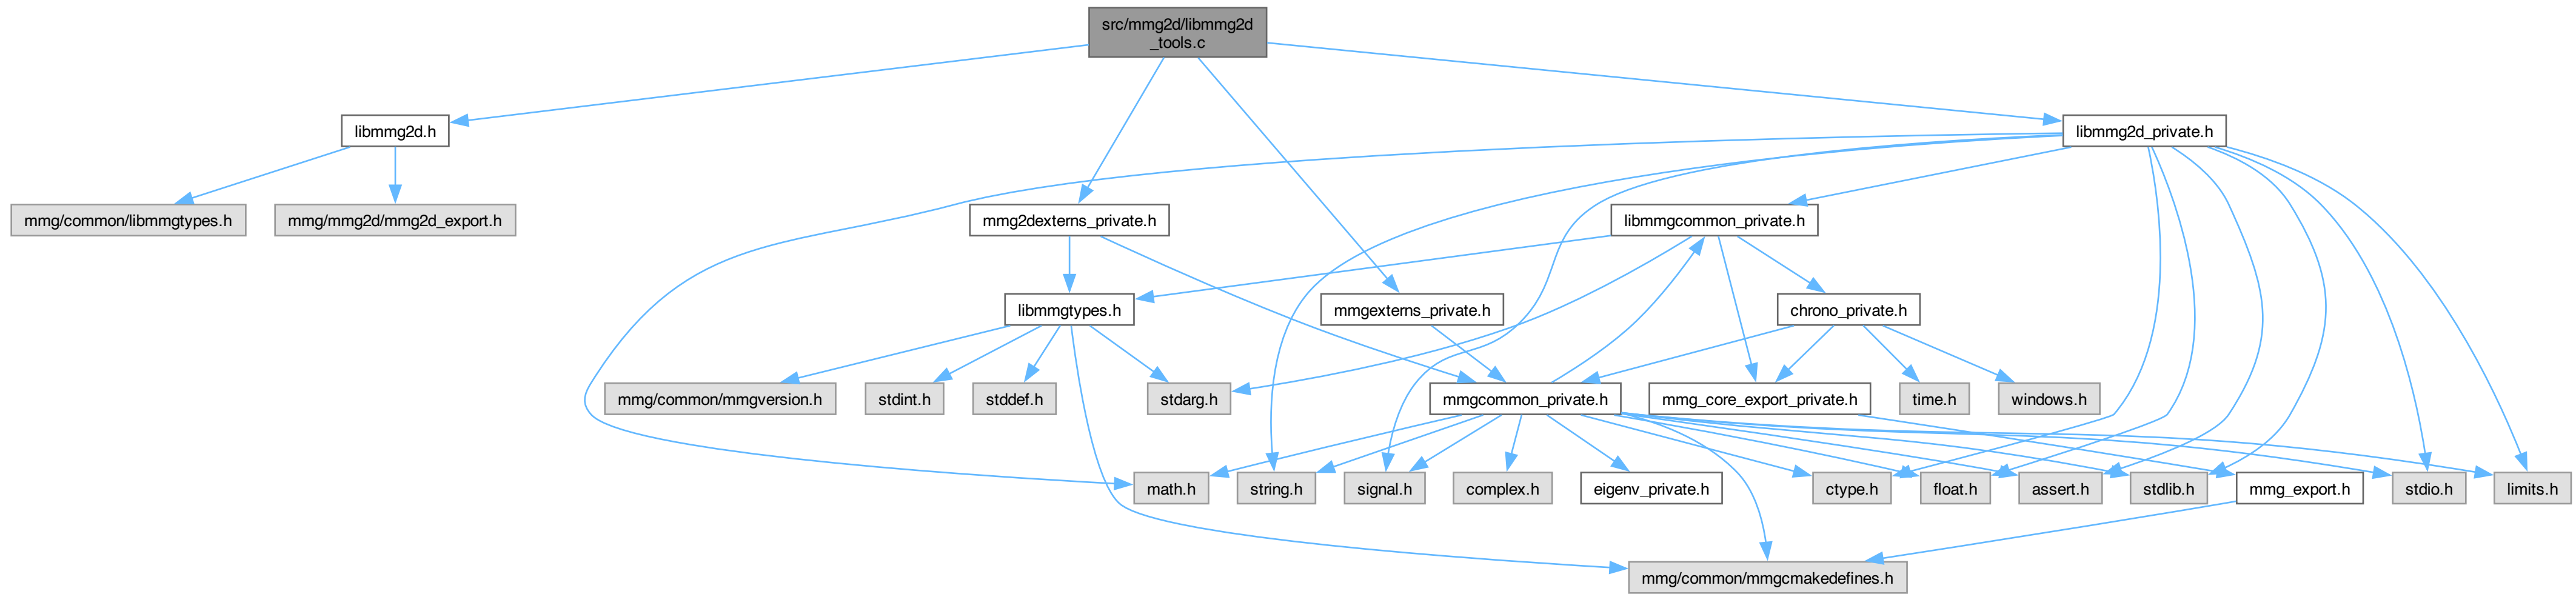 src/mmg2d/libmmg2d
_tools.c
libmmg2d.h
libmmg2d_private.h
mmg/common/libmmgtypes.h
mmg/mmg2d/mmg2d_export.h
mmg2dexterns_private.h
libmmgcommon_private.h
libmmgtypes.h
mmgexterns_private.h
chrono_private.h
mmg/common/mmgversion.h
stdint.h
stddef.h
stdarg.h
mmgcommon_private.h
mmg_core_export_private.h
time.h
windows.h
math.h
string.h
signal.h
complex.h
eigenv_private.h
ctype.h
float.h
assert.h
stdlib.h
mmg_export.h
stdio.h
limits.h
mmg/common/mmgcmakedefines.h